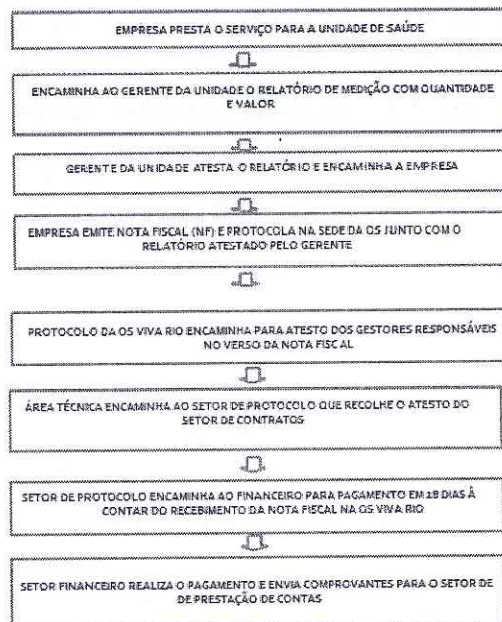 EMPRESA PRESTA O SERVIÇO PARA A UNIDADE DE SAÚDE
ENCAMINHA AO GERENTE DA UNIDADE O RELATÓRIO DE MEDIÇÃO COM QUANTIDADE
E VALOR
GERENTE DA UNIDADE ATESTA O RELATÓRIO E ENCAMINHA A EMPRESA
EMPRESA EMITE NOTA FISCAL (NF) E PROTOCOLA NA SEDE DA OS JUNTO COM O
RELATÓRIO ATESTADO PELO GERENTE
PROTOCOLO DA OS VIVA RIO ENCAMINHA PARA ATESTO DOS GESTORES RESPONSÁVEIS
NO VERSO DA NOTA FISCAL
ÁREA TÉCNICA ENCAMINHA AO SETOR DE PROTOCOLO QUE RECOLHE O ATESTO DO
SETOR DE CONTRATOS
SETOR DE PROTOCOLO ENCAMINHA AO FINANCEIRO PARA PAGAMENTO EM 28 DIAS À
CONTAR DO RECEBIMENTO DA NOTA FISCAL NA OS VIVA RIO
SETOR FINANCEIRO REALIZA O PAGAMENTO E ENVIA COMPROVANTES PARA O SETOR DE
DE PRESTAÇÃO DE CONTAS